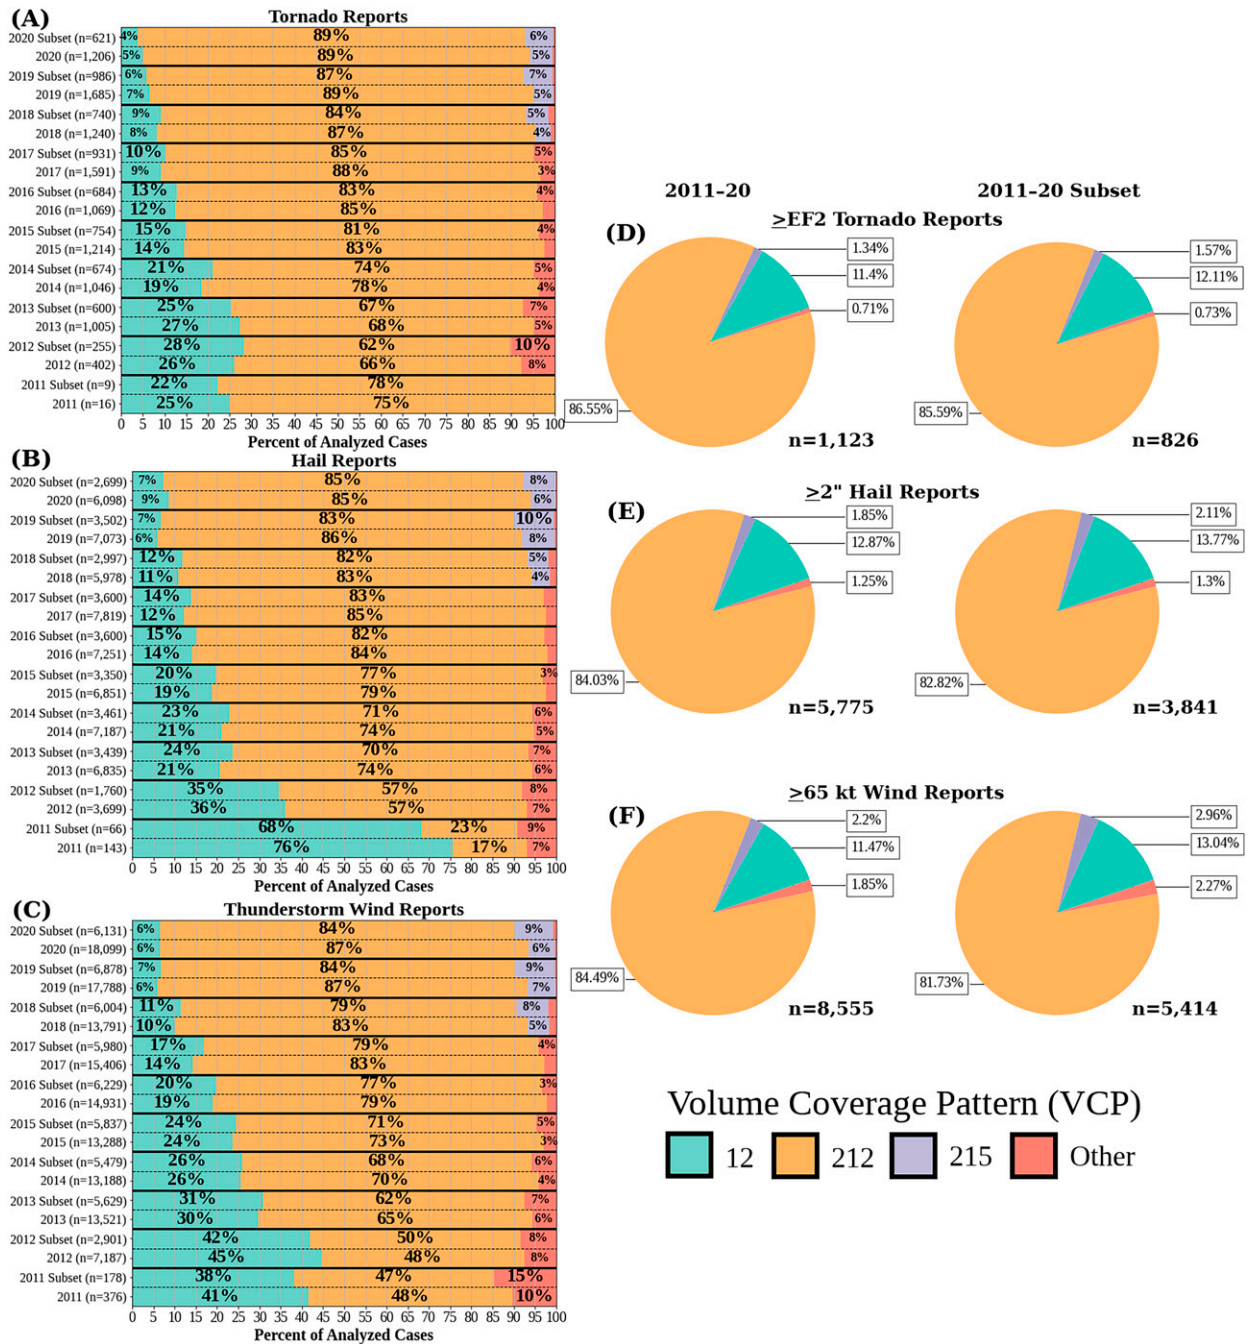 (A)
Tornado Reports
2020 Subset (n=621) 4% 89% 6%
2020 (n=1,206) 5% 89% 5%
2019 Subset (n=986) 6% 87% 7%
2019 (n=1,685) 7% 89% 5%
2018 Subset (n=740) 9% 84% 5%
2018 (n=1,240) 8% 87% 4%
2017 Subset (n=931) 10% 85% 5%
2017 (n=1,591) 9% 88% 3%
2016 Subset (n=684) 13% 83% 4%
2016 (n=1,069) 12% 85%
2015 Subset (n=754) 15% 81% 4%
2015 (n=1,214) 14% 83%
2014 Subset (n=674) 21% 74% 5%
2014 (n=1,046) 19% 78% 4%
2013 Subset (n=600) 25% 67% 7%
2013 (n=1,005) 27% 68% 5%
2012 Subset (n=255) 28% 62% 10%
2012 (n=402) 26% 66% 8%
2011 Subset (n=9) 22% 78%
2011 (n=16) 25% 75%
0 5 10 15 20 25 30 35 40 45 50 55 60 65 70 75 80 85 90 95 100
Percent of Analyzed Cases
(B)
Hail Reports
2020 Subset (n=2,699) 7% 85% 8%
2020 (n=6,098) 9% 85% 6%
2019 Subset (n=3,502) 7% 83% 10%
2019 (n=7,073) 6% 86% 8%
2018 Subset (n=2,997) 12% 82% 5%
2018 (n=5,978) 11% 83% 4%
2017 Subset (n=3,600) 14% 83%
2017 (n=7,819) 12% 85%
2016 Subset (n=3,600) 15% 82%
2016 (n=7,251) 14% 84%
2015 Subset (n=3,350) 20% 77% 3%
2015 (n=6,851) 19% 79%
2014 Subset (n=3,461) 23% 71% 6%
2014 (n=7,187) 21% 74% 5%
2013 Subset (n=3,439) 24% 70% 7%
2013 (n=6,835) 21% 74% 6%
2012 Subset (n=1,760) 35% 57% 8%
2012 (n=3,699) 36% 57% 7%
2011 Subset (n=66) 68% 23% 9%
2011 (n=143) 76% 17% 7%
0 5 10 15 20 25 30 35 40 45 50 55 60 65 70 75 80 85 90 95 100
Percent of Analyzed Cases
(C)
Thunderstorm Wind Reports
2020 Subset (n=6,131) 6% 84% 9%
2020 (n=18,099) 6% 87% 6%
2019 Subset (n=6,878) 7% 84% 9%
2019 (n=17,788) 6% 87% 7%
2018 Subset (n=6,004) 11% 79% 8%
2018 (n=13,791) 10% 83% 5%
2017 Subset (n=5,980) 17% 79% 4%
2017 (n=15,406) 14% 83%
2016 Subset (n=6,229) 20% 77% 3%
2016 (n=14,931) 19% 79%
2015 Subset (n=5,837) 24% 71% 5%
2015 (n=13,288) 24% 73% 3%
2014 Subset (n=5,479) 26% 68% 6%
2014 (n=13,188) 26% 70% 4%
2013 Subset (n=5,629) 31% 62% 7%
2013 (n=13,521) 30% 65% 6%
2012 Subset (n=2,901) 42% 50% 8%
2012 (n=7,187) 45% 48% 8%
2011 Subset (n=178) 38% 47% 15%
2011 (n=376) 41% 48% 10%
0 5 10 15 20 25 30 35 40 45 50 55 60 65 70 75 80 85 90 95 100
Percent of Analyzed Cases
2011–20
2011–20 Subset
(D)
≥EF2 Tornado Reports
1.34%
11.4%
0.71%
86.55%
n=1,123
1.57%
12.11%
0.73%
85.59%
n=826
(E)
≥2" Hail Reports
1.85%
12.87%
1.25%
84.03%
n=5,775
2.11%
13.77%
1.3%
82.82%
n=3,841
(F)
≥65 kt Wind Reports
2.2%
11.47%
1.85%
84.49%
n=8,555
2.96%
13.04%
2.27%
81.73%
n=5,414
Volume Coverage Pattern (VCP)
12 212 215 Other